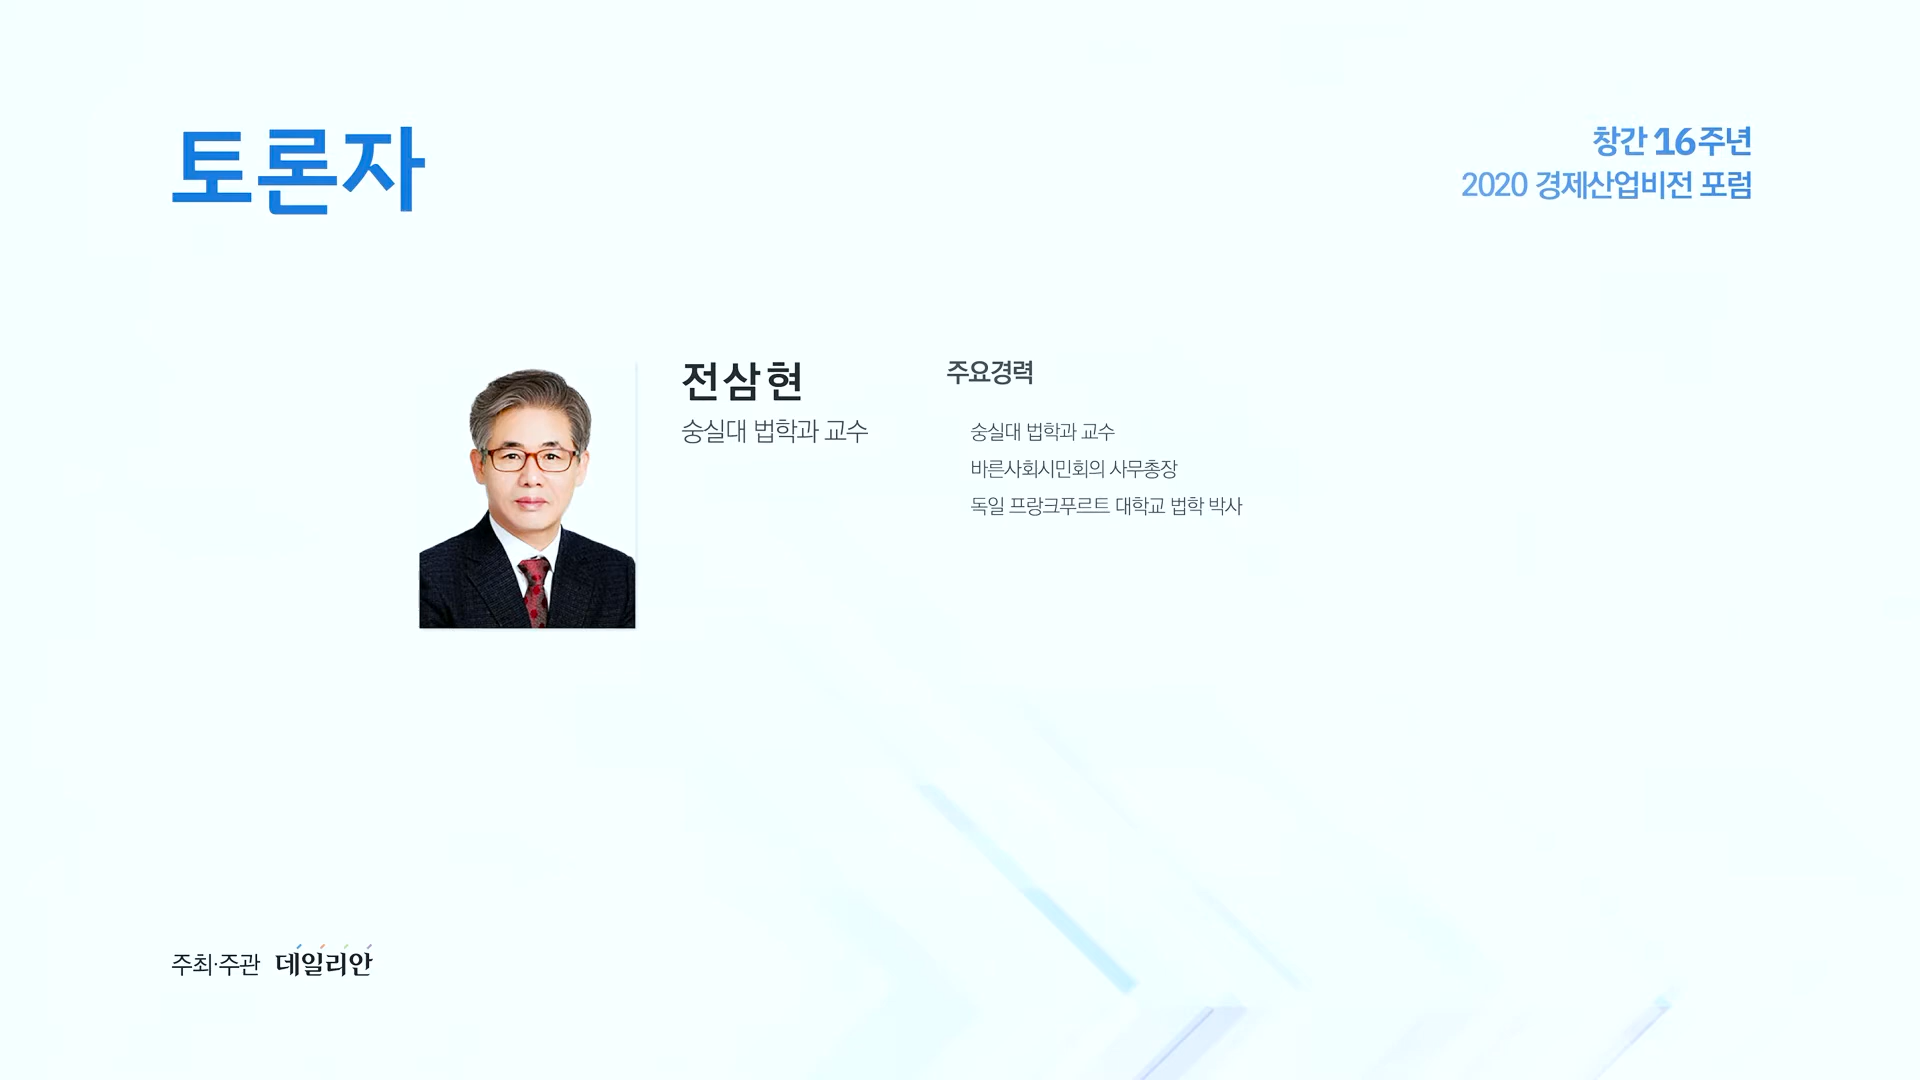 토론자
창간 16주년
2020 경제산업비전 포럼
전삼현
숭실대 법학과 교수
주요경력
숭실대 법학과 교수
바른사회시민회의 사무총장
독일 프랑크푸르트 대학교 법학 박사
주최·주관 데일리안